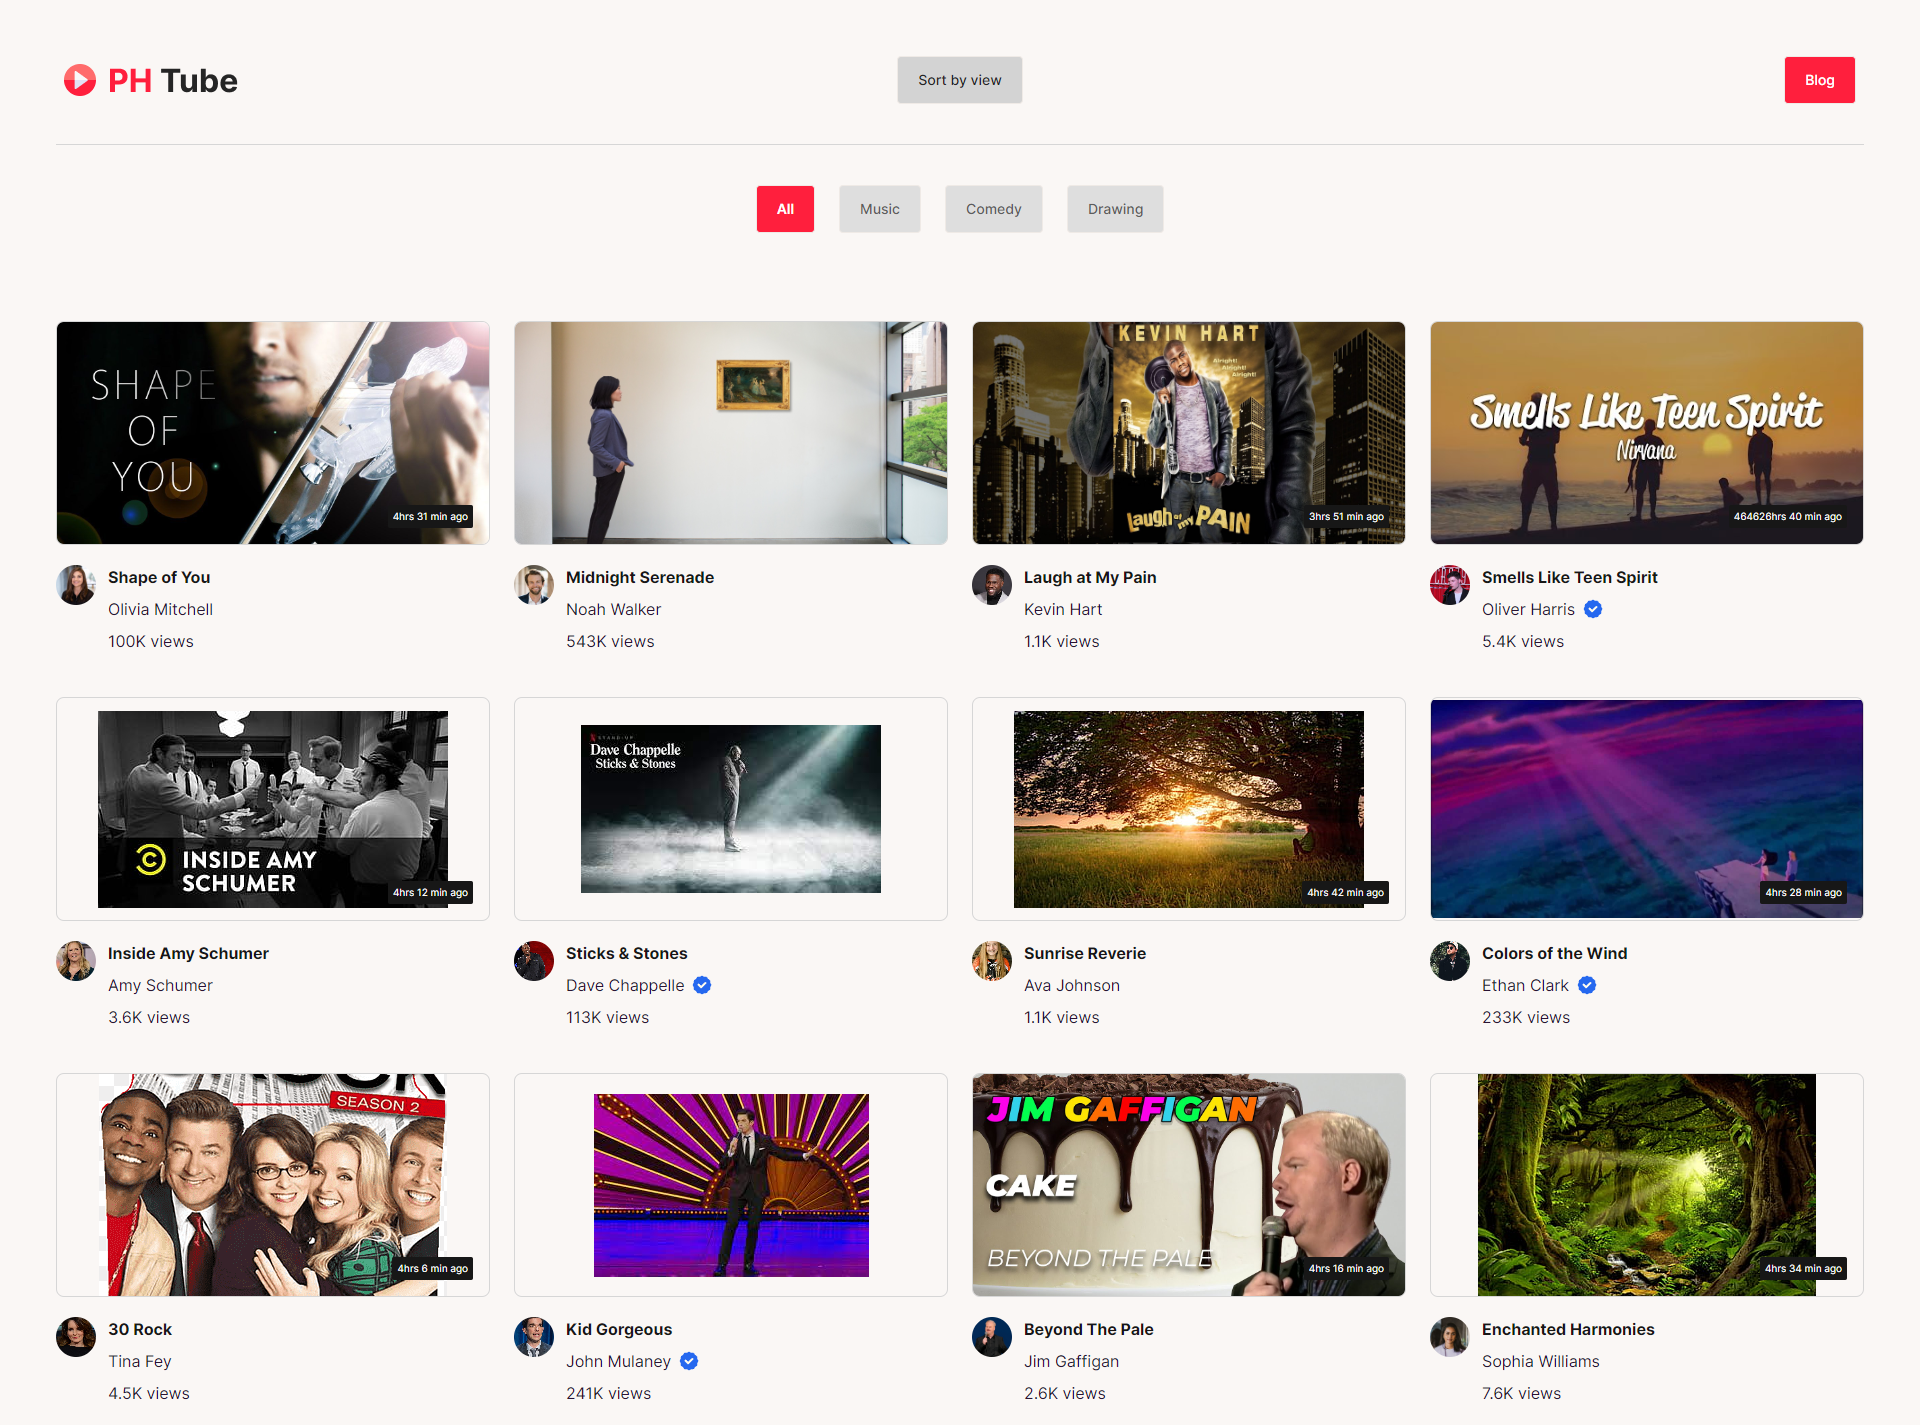 PH Tube
Sort by view
Blog
All
Music
Comedy
Drawing
SHAPE
OF
YOU
4hrs 31 min ago
KEVIN HART
Alright!
Alright!
Alright!
Laugh at my PAIN
3hrs 51 min ago
Smells Like Teen Spirit
Nirvana
464626hrs 40 min ago
Shape of You
Olivia Mitchell
100K views
Midnight Serenade
Noah Walker
543K views
Laugh at My Pain
Kevin Hart
1.1K views
Smells Like Teen Spirit
Oliver Harris
5.4K views
INSIDE AMY
SCHUMER
4hrs 12 min ago
STAND-UP
Dave Chappelle
Sticks & Stones
4hrs 42 min ago
4hrs 28 min ago
Inside Amy Schumer
Amy Schumer
3.6K views
Sticks & Stones
Dave Chappelle
113K views
Sunrise Reverie
Ava Johnson
1.1K views
Colors of the Wind
Ethan Clark
233K views
SEASON 2
4hrs 6 min ago
JIM GAFFIGAN
CAKE
BEYOND THE PALE
4hrs 16 min ago
4hrs 34 min ago
30 Rock
Tina Fey
4.5K views
Kid Gorgeous
John Mulaney
241K views
Beyond The Pale
Jim Gaffigan
2.6K views
Enchanted Harmonies
Sophia Williams
7.6K views